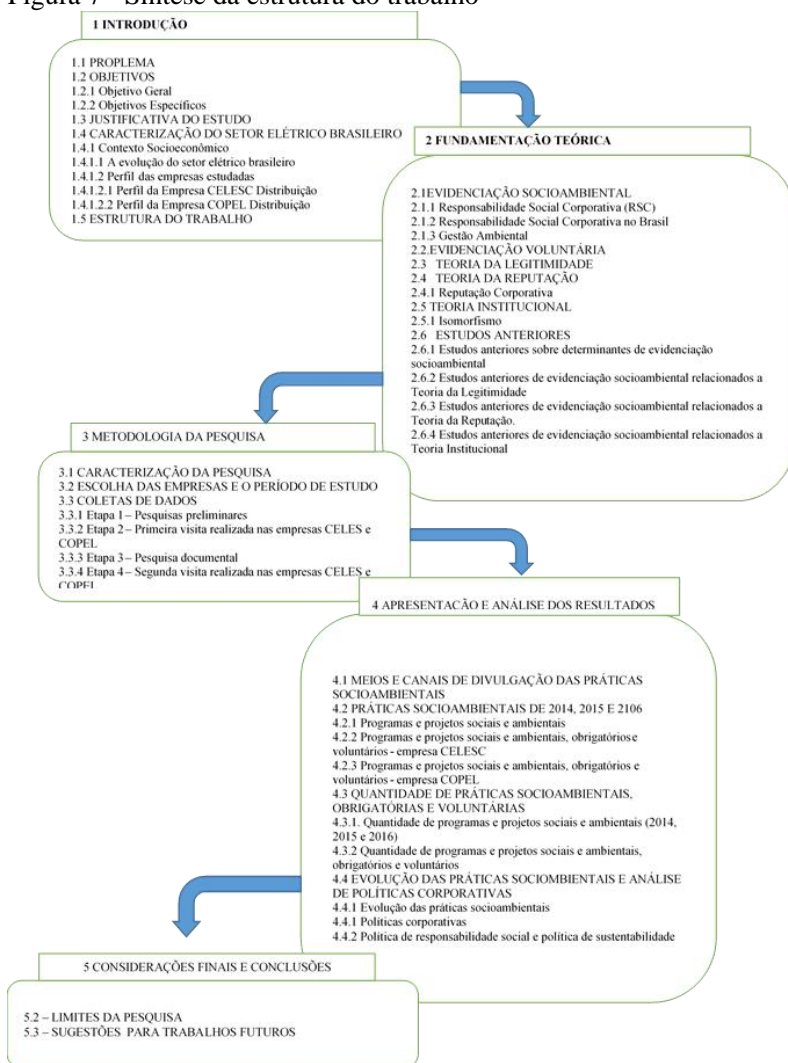 Figura 7 - Síntese da estrutura do trabalho
1 INTRODUÇÃO
1.1 PROPLEMA
1.2 OBJETIVOS
1.2.1 Objetivo Geral
1.2.2 Objetivos Específicos
1.3 JUSTIFICATIVA DO ESTUDO
1.4 CARACTERIZAÇÃO DO SETOR ELÉTRICO BRASILEIRO
1.4.1 Contexto Socioeconômico
1.4.1.1 A evolução do setor elétrico brasileiro
1.4.1.2 Perfil das empresas estudadas
1.4.1.2.1 Perfil da Empresa CELESC Distribuição
1.4.1.2.2 Perfil da Empresa COPEL Distribuição
1.5 ESTRUTURA DO TRABALHO
2 FUNDAMENTAÇÃO TEÓRICA
2.1EVIDENCIAÇÃO SOCIOAMBIENTAL
2.1.1 Responsabilidade Social Corporativa (RSC)
2.1.2 Responsabilidade Social Corporativa no Brasil
2.1.3 Gestão Ambiental
2.2.EVIDENCIAÇÃO VOLUNTÁRIA
2.3 TEORIA DA LEGITIMIDADE
2.4 TEORIA DA REPUTAÇÃO
2.4.1 Reputação Corporativa
2.5 TEORIA INSTITUCIONAL
2.5.1 Isomorfismo
2.6 ESTUDOS ANTERIORES
2.6.1 Estudos anteriores sobre determinantes de evidenciação
socioambiental
2.6.2 Estudos anteriores de evidenciação socioambiental relacionados a
Teoria da Legitimidade
2.6.3 Estudos anteriores de evidenciação socioambiental relacionados a
Teoria da Reputação.
2.6.4 Estudos anteriores de evidenciação socioambiental relacionados a
Teoria Institucional
3 METODOLOGIA DA PESQUISA
3.1 CARACTERIZAÇÃO DA PESQUISA
3.2 ESCOLHA DAS EMPRESAS E O PERÍODO DE ESTUDO
3.3 COLETAS DE DADOS
3.3.1 Etapa 1 – Pesquisas preliminares
3.3.2 Etapa 2 – Primeira visita realizada nas empresas CELES e
COPEL
3.3.3 Etapa 3 – Pesquisa documental
3.3.4 Etapa 4 – Segunda visita realizada nas empresas CELES e
COPEL
4 APRESENTACÃO E ANÁLISE DOS RESULTADOS
4.1 MEIOS E CANAIS DE DIVULGAÇÃO DAS PRÁTICAS
SOCIOAMBIENTAIS
4.2 PRÁTICAS SOCIOAMBIENTAIS DE 2014, 2015 E 2106
4.2.1 Programas e projetos sociais e ambientais
4.2.2 Programas e projetos sociais e ambientais, obrigatórios e
voluntários - empresa CELESC
4.2.3 Programas e projetos sociais e ambientais, obrigatórios e
voluntários - empresa COPEL
4.3 QUANTIDADE DE PRÁTICAS SOCIOAMBIENTAIS,
OBRIGATÓRIAS E VOLUNTÁRIAS
4.3.1. Quantidade de programas e projetos sociais e ambientais (2014,
2015 e 2016)
4.3.2 Quantidade de programas e projetos sociais e ambientais,
obrigatórios e voluntários
4.4 EVOLUÇÃO DAS PRÁTICAS SOCIOMBIENTAIS E ANÁLISE
DE POLÍTICAS CORPORATIVAS
4.4.1 Evolução das práticas socioambientais
4.4.1 Políticas corporativas
4.4.2 Política de responsabilidade social e política de sustentabilidade
5 CONSIDERAÇÕES FINAIS E CONCLUSÕES
5.2 – LIMITES DA PESQUISA
5.3 – SUGESTÕES PARA TRABALHOS FUTUROS